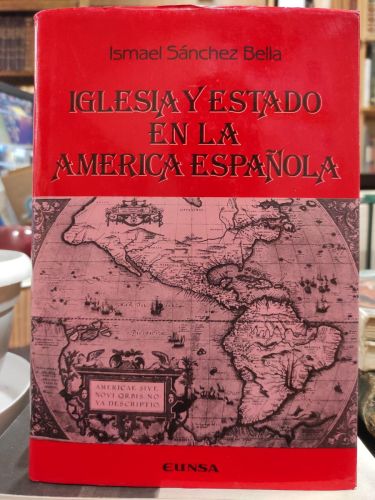 Ismael Sánchez Bella
IGLESIA Y ESTADO
EN LA
AMERICA ESPAÑOLA
AMERICAE SIVE
NOVI ORBIS NO-
VA DESCRIPTIO
EUNSA